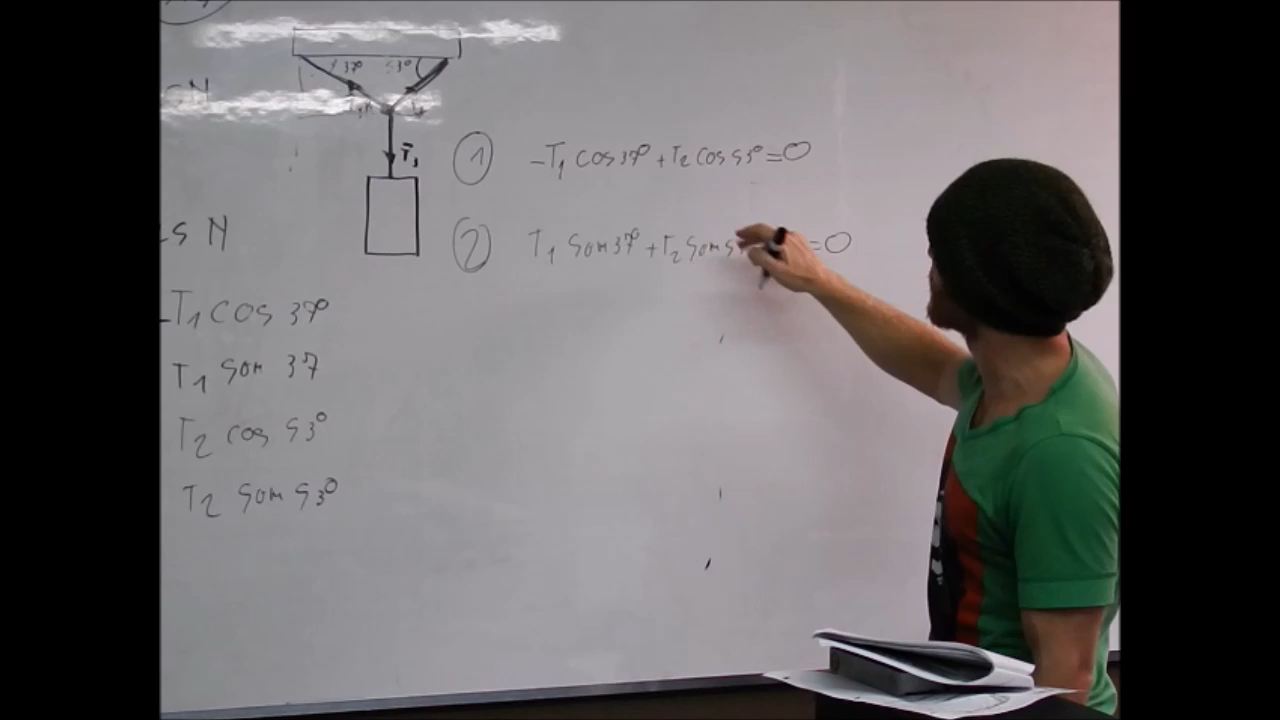 37° 53°
T₃
① -T₁ cos 37° + T₂ cos 53° = 0
② T₁ Sen 37° + T₂ Sen 5 = 0
5 N
-T₁ cos 37°
T₁ Sen 37
T₂ cos 53°
T₂ Sen 53°